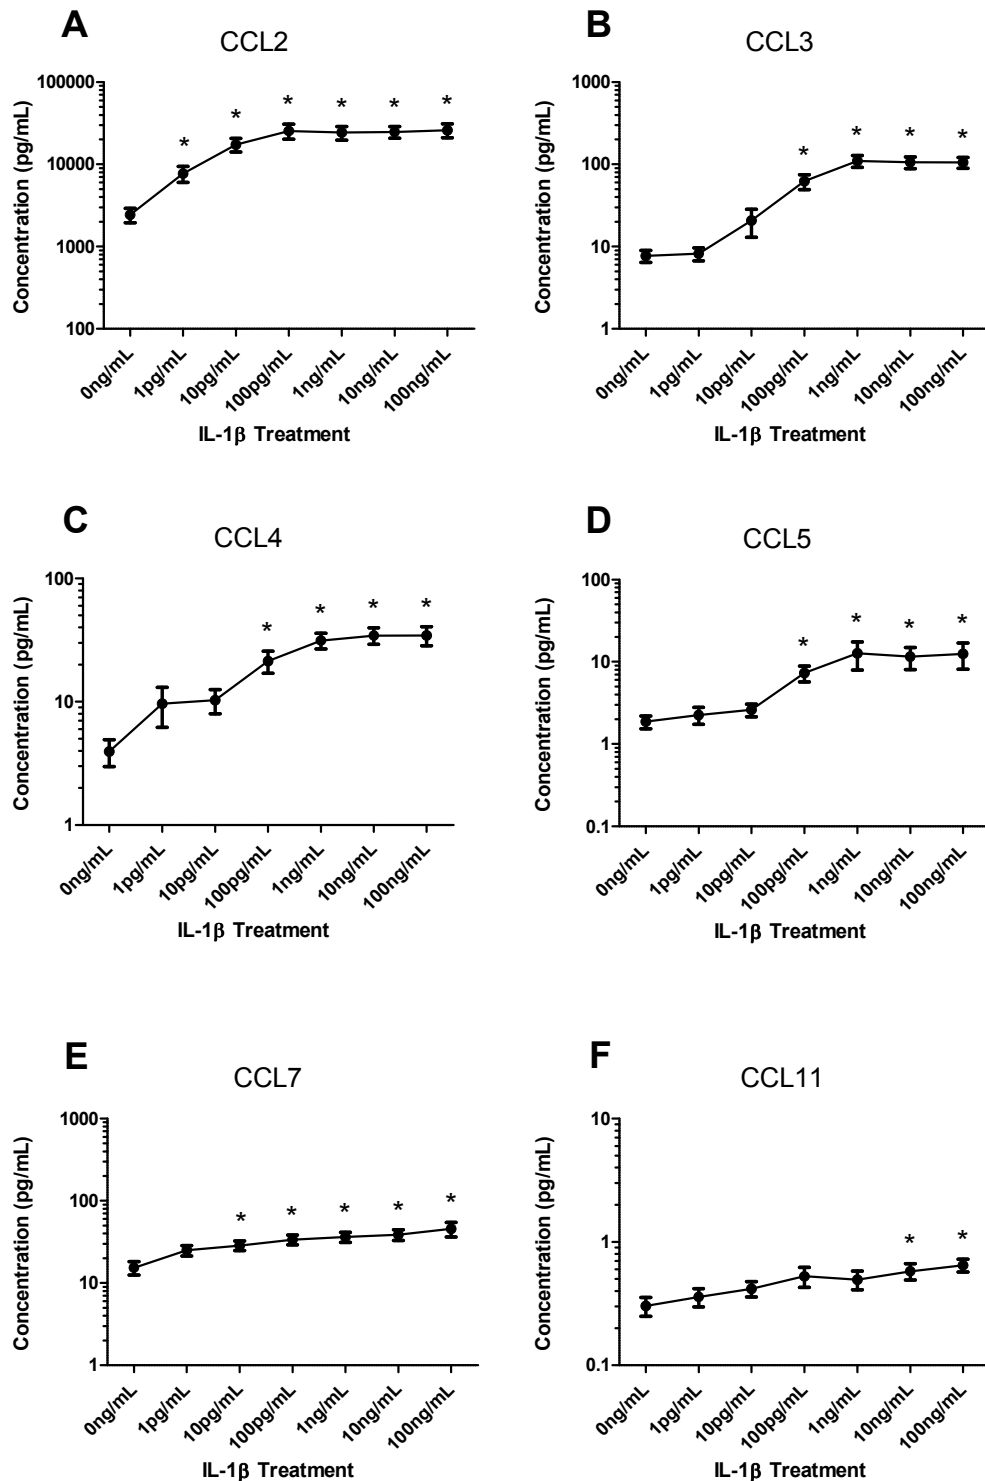 A
CCL2
Concentration (pg/mL)
100000
10000
1000
100
* * * * * *
0ng/mL
1pg/mL
10pg/mL
100pg/mL
1ng/mL
10ng/mL
100ng/mL
IL-1β Treatment
B
CCL3
Concentration (pg/mL)
1000
100
10
1
* * * *
0ng/mL
1pg/mL
10pg/mL
100pg/mL
1ng/mL
10ng/mL
100ng/mL
IL-1β Treatment
C
CCL4
Concentration (pg/mL)
100
10
1
* * * *
0ng/mL
1pg/mL
10pg/mL
100pg/mL
1ng/mL
10ng/mL
100ng/mL
IL-1β Treatment
D
CCL5
Concentration (pg/mL)
100
10
1
0.1
* * * *
0ng/mL
1pg/mL
10pg/mL
100pg/mL
1ng/mL
10ng/mL
100ng/mL
IL-1β Treatment
E
CCL7
Concentration (pg/mL)
1000
100
10
1
* * * * *
0ng/mL
1pg/mL
10pg/mL
100pg/mL
1ng/mL
10ng/mL
100ng/mL
IL-1β Treatment
F
CCL11
Concentration (pg/mL)
10
1
0.1
* *
0ng/mL
1pg/mL
10pg/mL
100pg/mL
1ng/mL
10ng/mL
100ng/mL
IL-1β Treatment